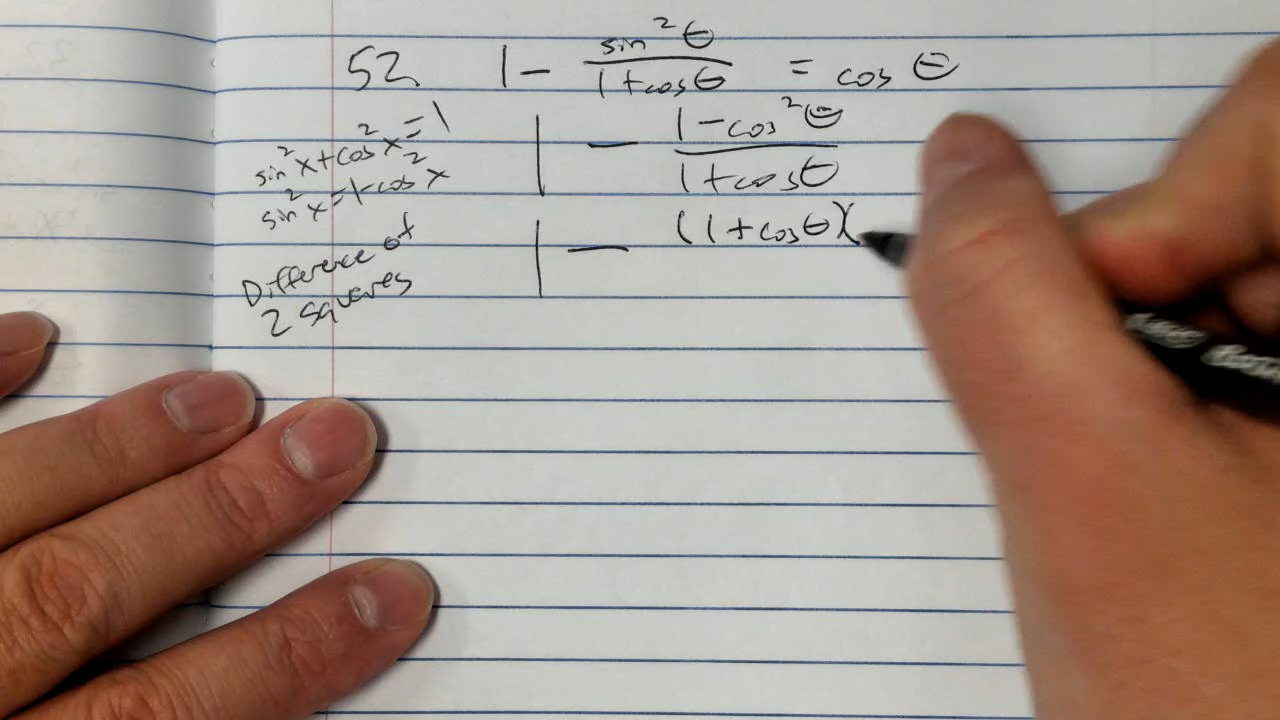 52. 1 - sin²θ / (1+cosθ) = cos θ
sin²x+cos²x=1
sin²x=1-cos²x
1 - 1-cos²θ / 1+cosθ
Difference of
2 squares
1 - (1+cosθ)(